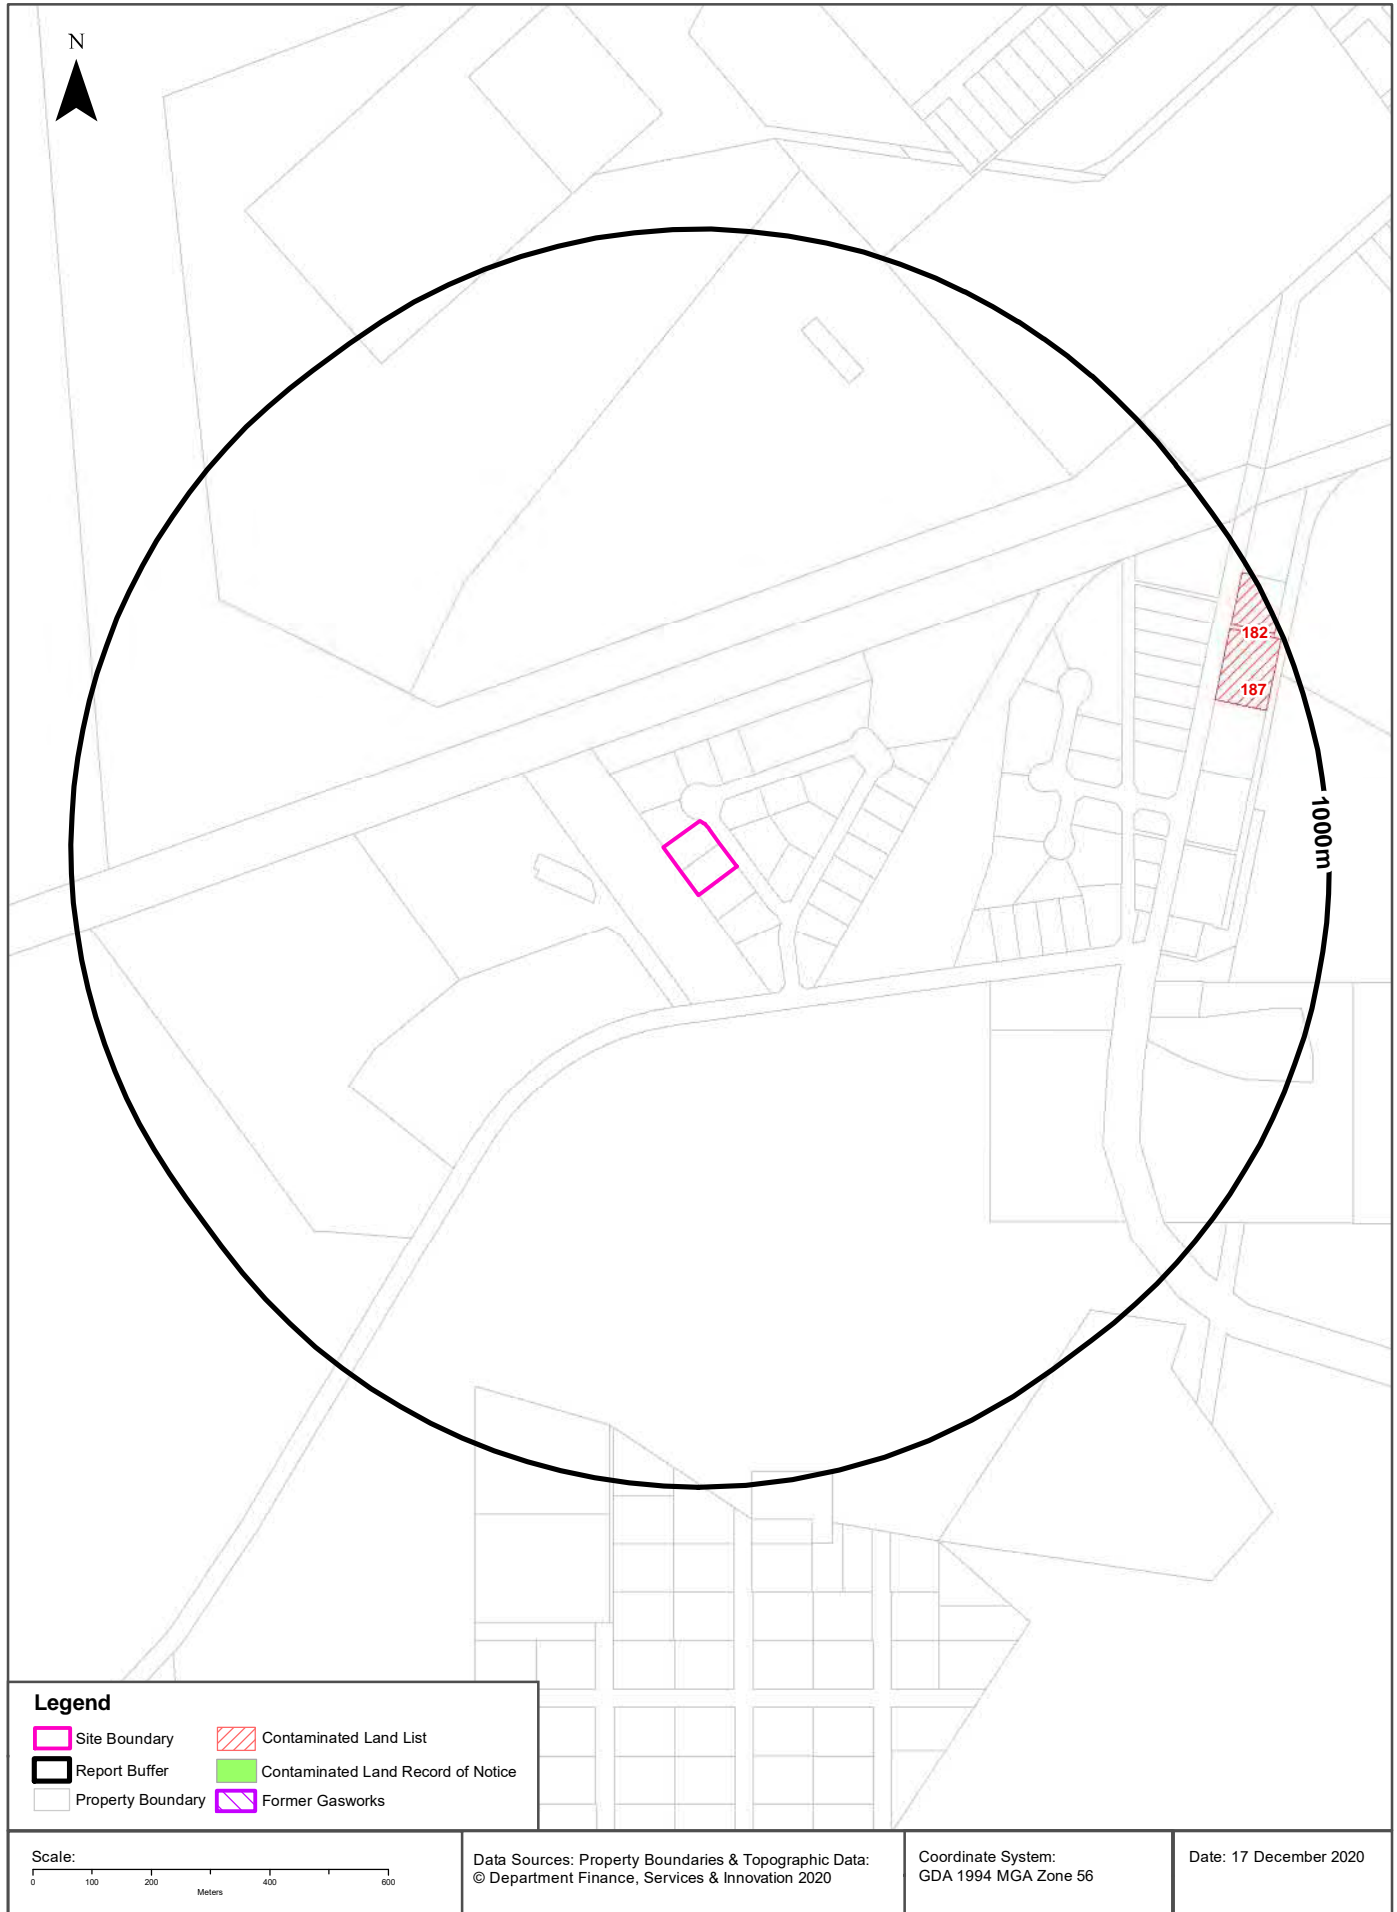 N
182
187
1000m
Legend
Site Boundary
Contaminated Land List
Report Buffer
Contaminated Land Record of Notice
Property Boundary
Former Gasworks
Scale:
0 100 200 400 600
Meters
Data Sources: Property Boundaries & Topographic Data:
© Department Finance, Services & Innovation 2020
Coordinate System:
GDA 1994 MGA Zone 56
Date: 17 December 2020